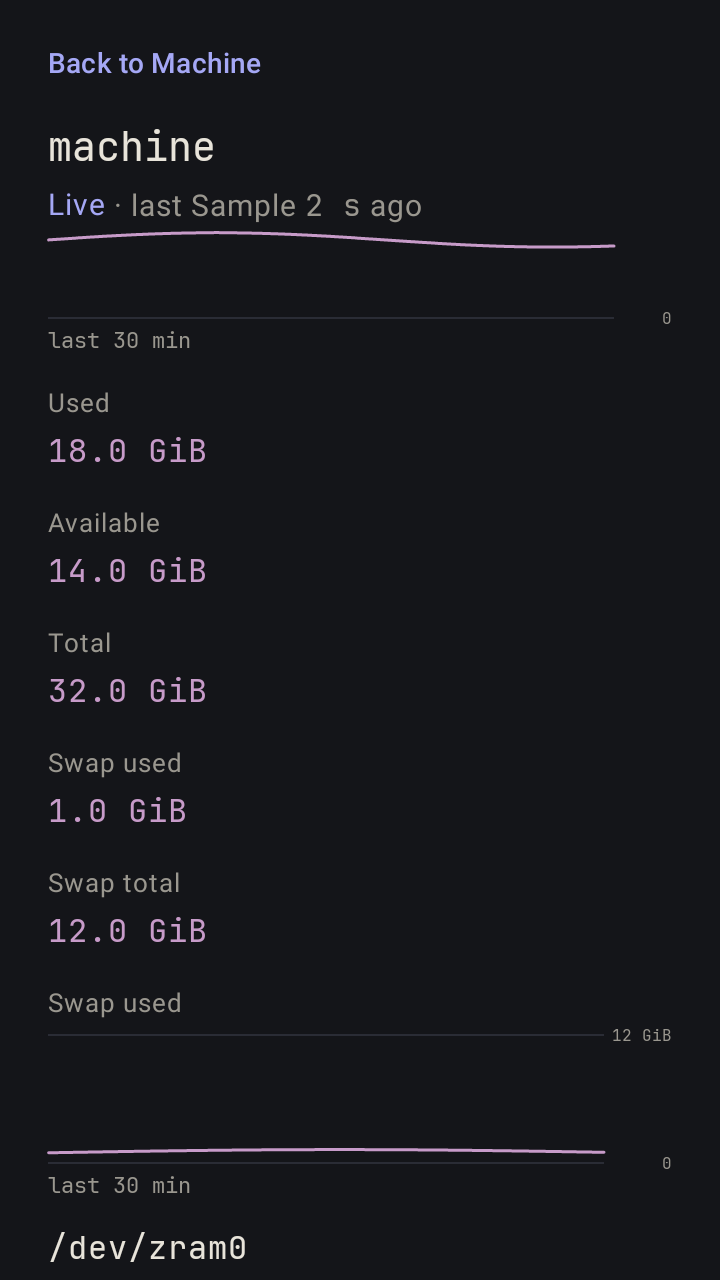 Back to Machine
machine
Live · last Sample 2 s ago
0
last 30 min
Used
18.0 GiB
Available
14.0 GiB
Total
32.0 GiB
Swap used
1.0 GiB
Swap total
12.0 GiB
Swap used
12 GiB
0
last 30 min
/dev/zram0